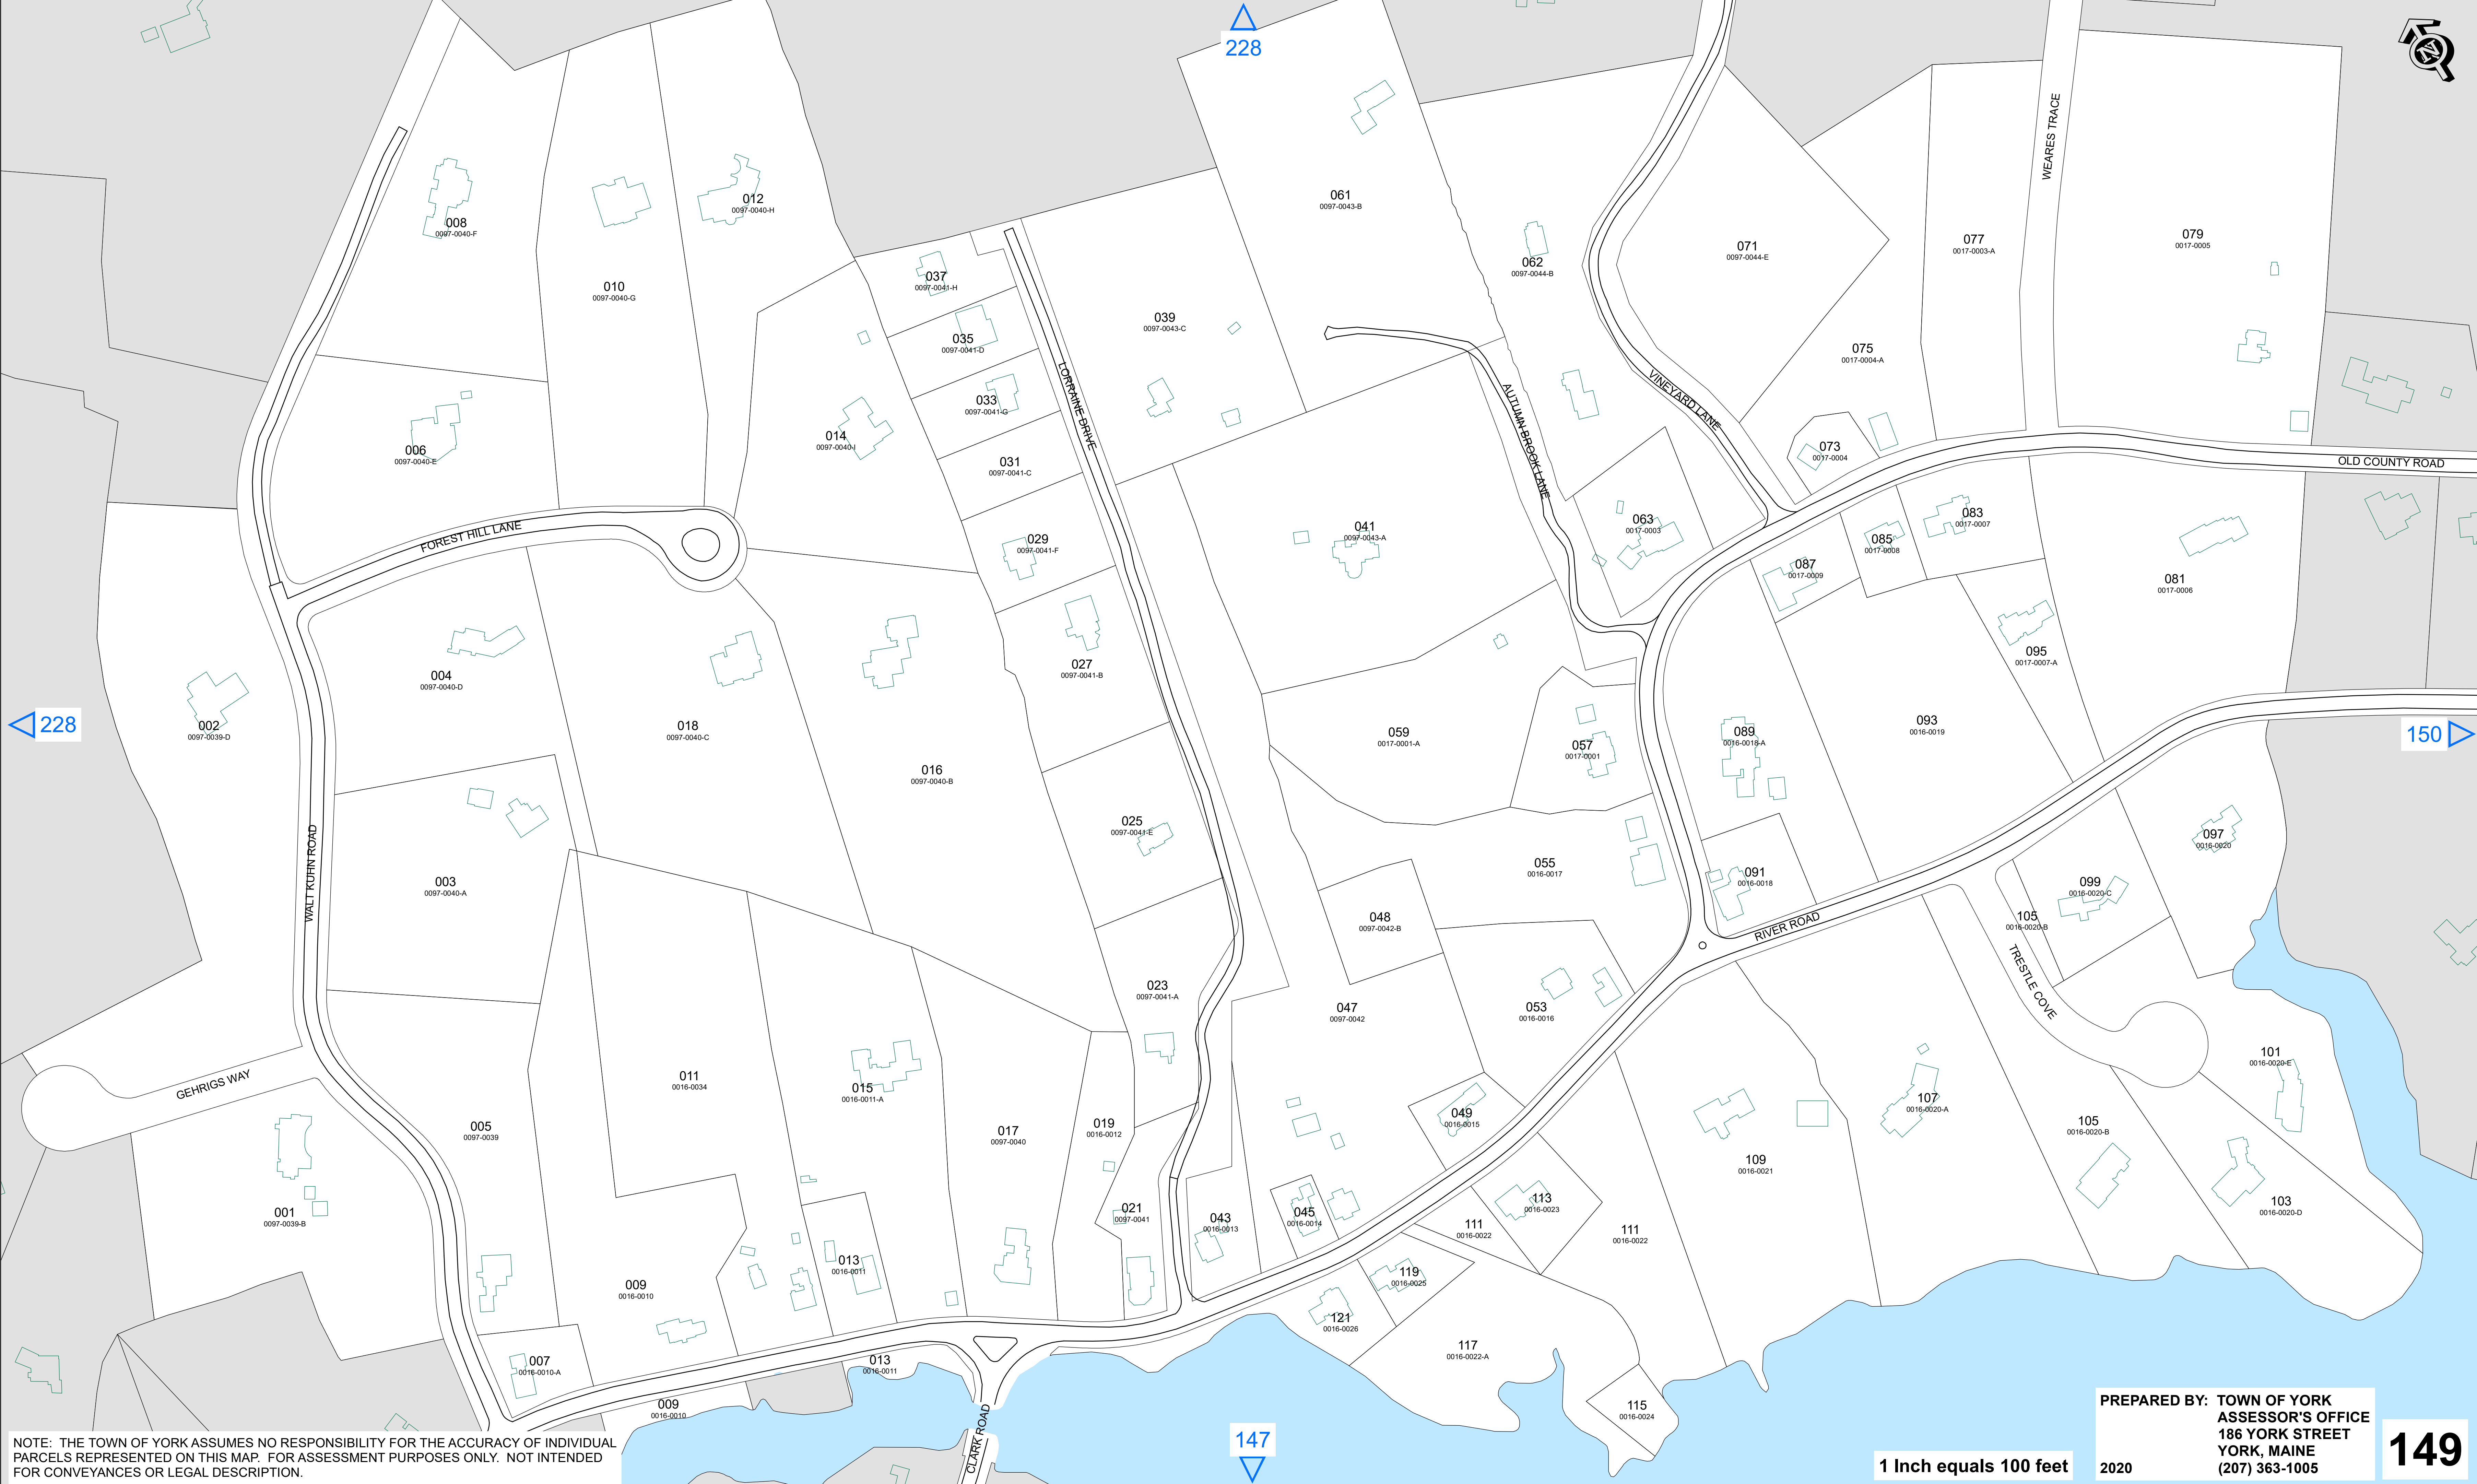 228
N
WEARES TRACE
008
0097-0040-F
012
0097-0040-H
061
0097-0043-B
010
0097-0040-G
037
0097-0041-H
062
0097-0044-B
071
0097-0044-E
077
0017-0003-A
079
0017-0005
035
0097-0041-D
039
0097-0043-C
075
0017-0004-A
LORRAINE DRIVE
033
0097-0041-G
AUTUMN BROOK LANE
VINEYARD LANE
006
0097-0040-E
014
0097-0040-I
031
0097-0041-C
073
0017-0004
OLD COUNTY ROAD
FOREST HILL LANE
029
0097-0041-F
041
0097-0043-A
063
0017-0003
083
0017-0007
085
0017-0008
087
0017-0009
081
0017-0006
004
0097-0040-D
027
0097-0041-B
095
0017-0007-A
228
002
0097-0039-D
018
0097-0040-C
016
0097-0040-B
059
0017-0001-A
057
0017-0001
089
0016-0018-A
093
0016-0019
150
WALT KUHN ROAD
003
0097-0040-A
025
0097-0041-E
055
0016-0017
091
0016-0018
097
0016-0020
099
0016-0020-C
048
0097-0042-B
RIVER ROAD
105
0016-0020-B
TRESTLE COVE
023
0097-0041-A
047
0097-0042
053
0016-0016
GEHRIGS WAY
011
0016-0034
015
0016-0011-A
101
0016-0020-E
005
0097-0039
017
0097-0040
019
0016-0012
049
0016-0015
109
0016-0021
107
0016-0020-A
105
0016-0020-B
001
0097-0039-B
021
0097-0041
043
0016-0013
045
0016-0014
113
0016-0023
111
0016-0022
111
0016-0022
103
0016-0020-D
009
0016-0010
013
0016-0011
119
0016-0025
121
0016-0026
007
0016-0010-A
013
0016-0011
117
0016-0022-A
009
0016-0010
115
0016-0024
CLARK ROAD
147
NOTE: THE TOWN OF YORK ASSUMES NO RESPONSIBILITY FOR THE ACCURACY OF INDIVIDUAL
PARCELS REPRESENTED ON THIS MAP. FOR ASSESSMENT PURPOSES ONLY. NOT INTENDED
FOR CONVEYANCES OR LEGAL DESCRIPTION.
1 Inch equals 100 feet
PREPARED BY: TOWN OF YORK
ASSESSOR'S OFFICE
186 YORK STREET
YORK, MAINE
2020 (207) 363-1005
149